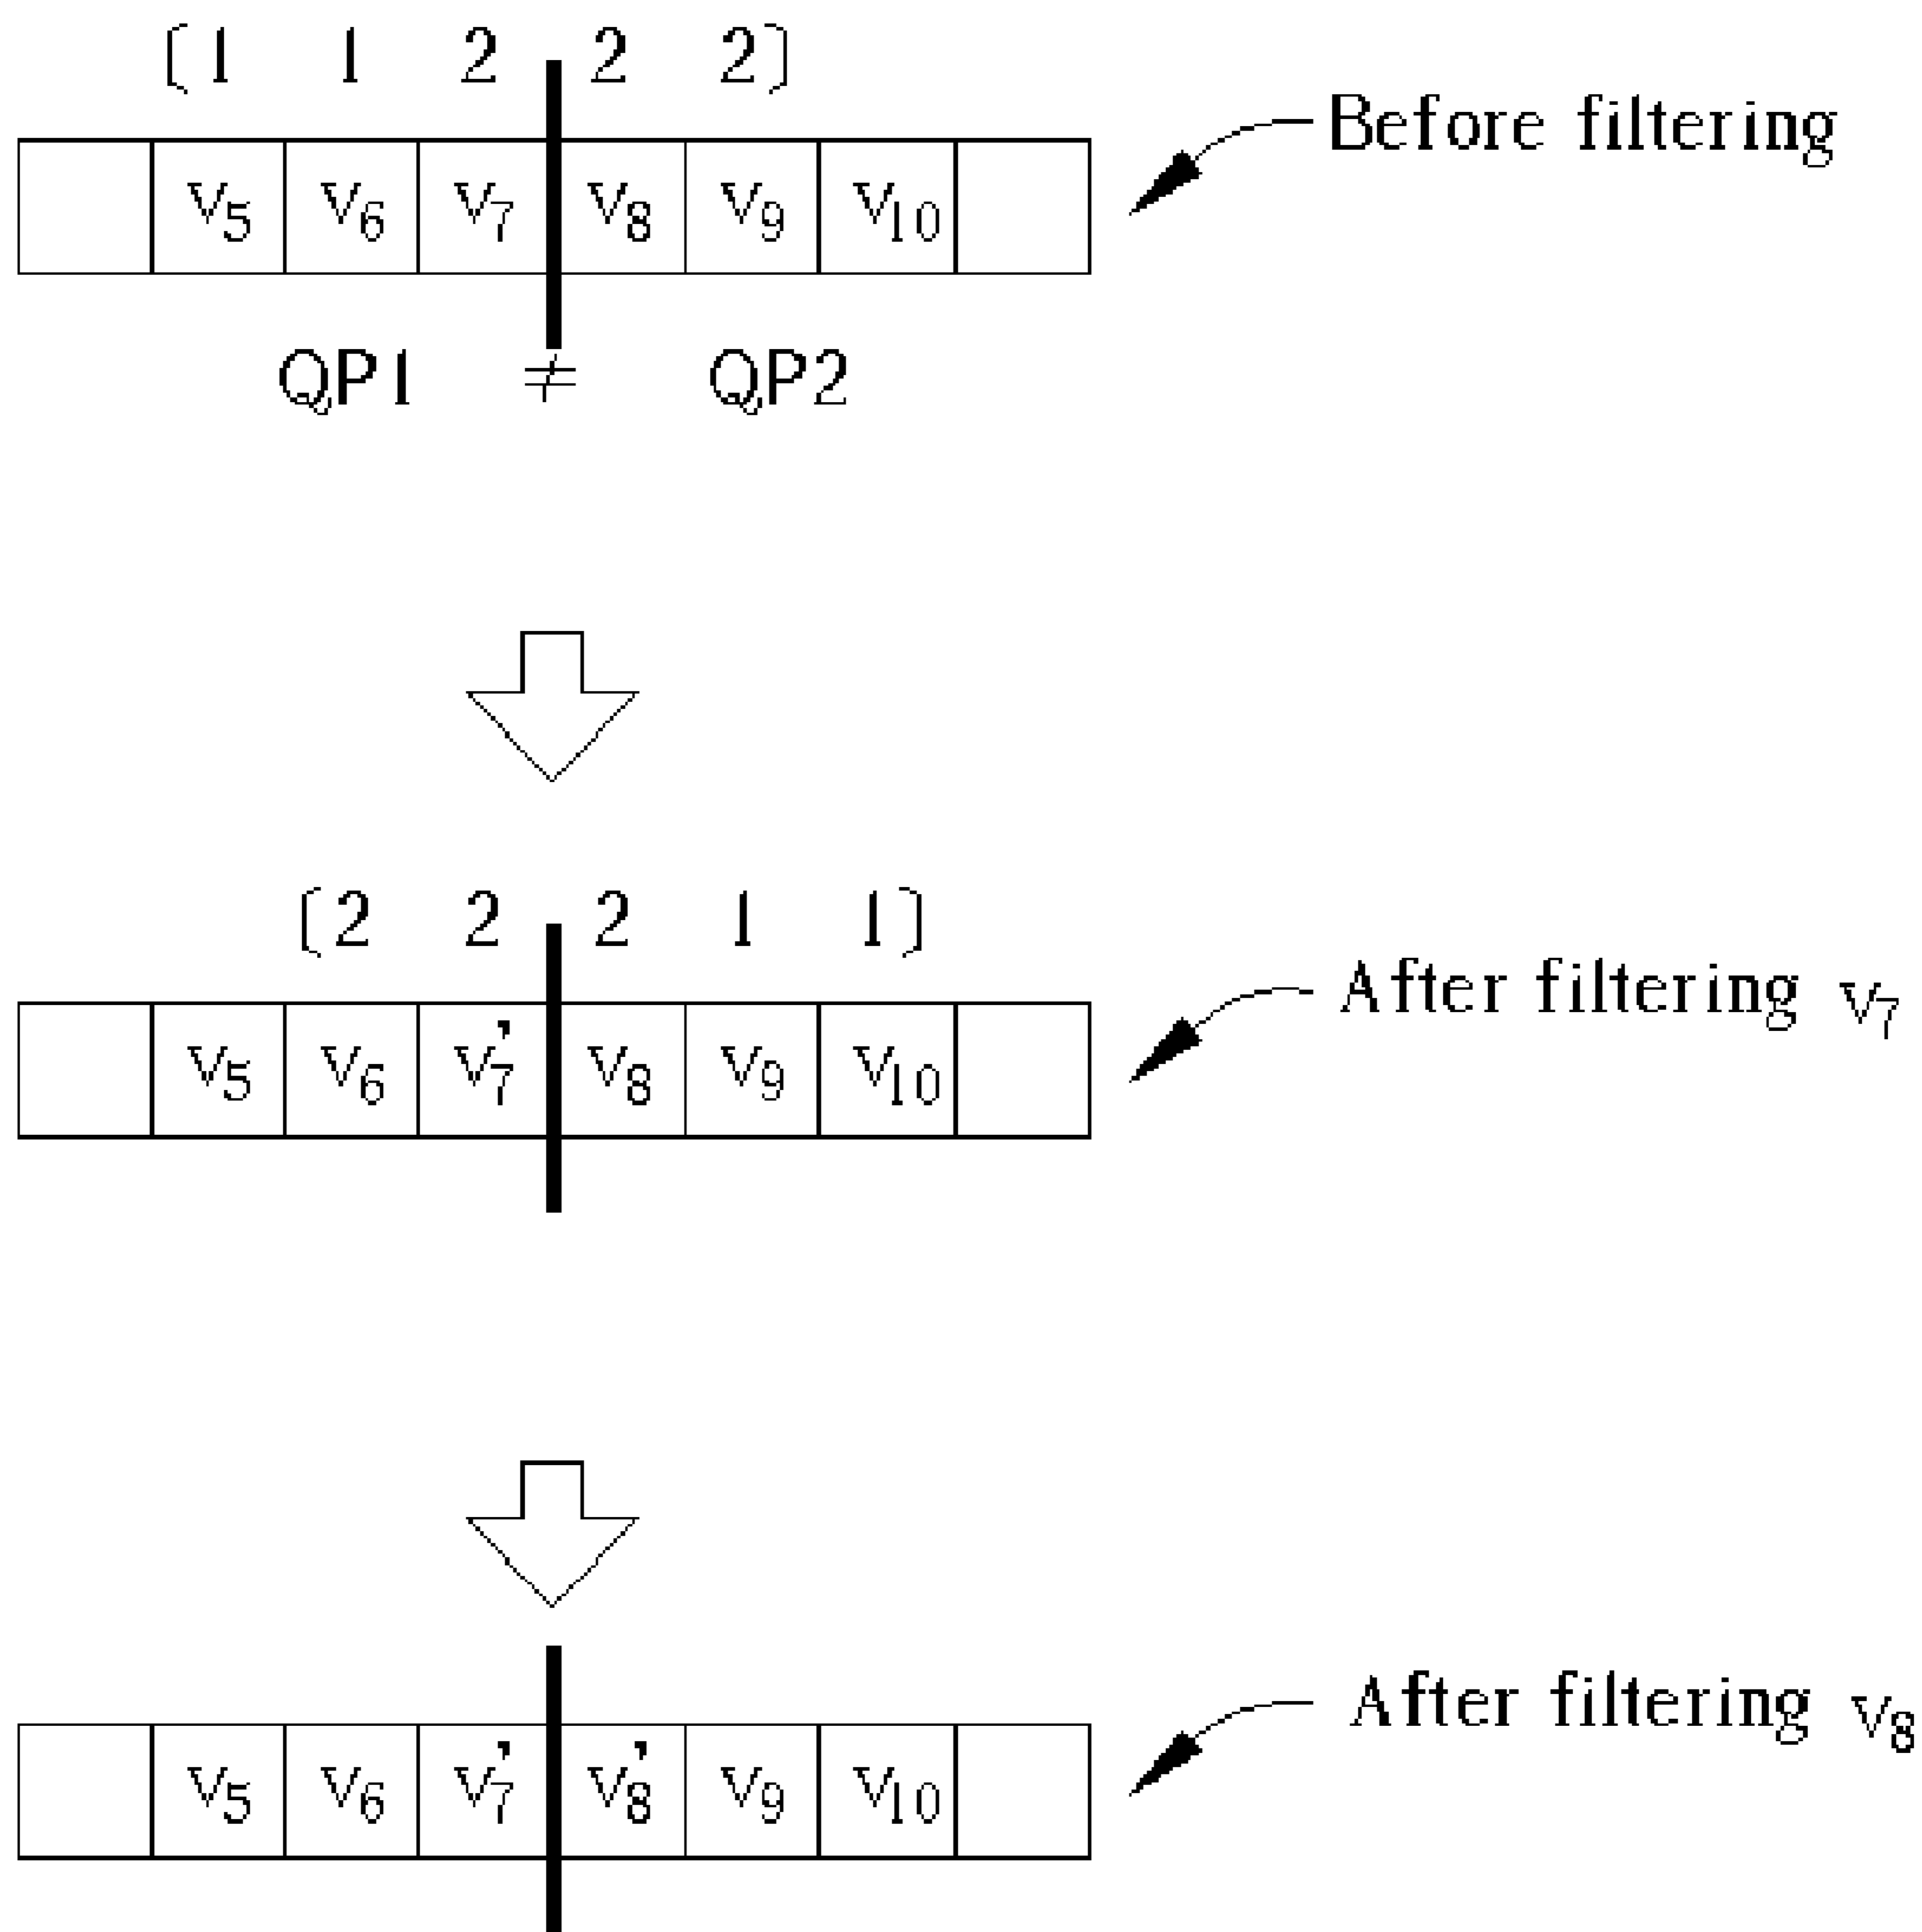 (1 1 2 2 2)
Before filtering
V5 V6 V7 V8 V9 V10
QP1 ≠ QP2
(2 2 2 1 1)
After filtering V7
V5 V6 V7' V8 V9 V10
After filtering V8
V5 V6 V7' V8' V9 V10